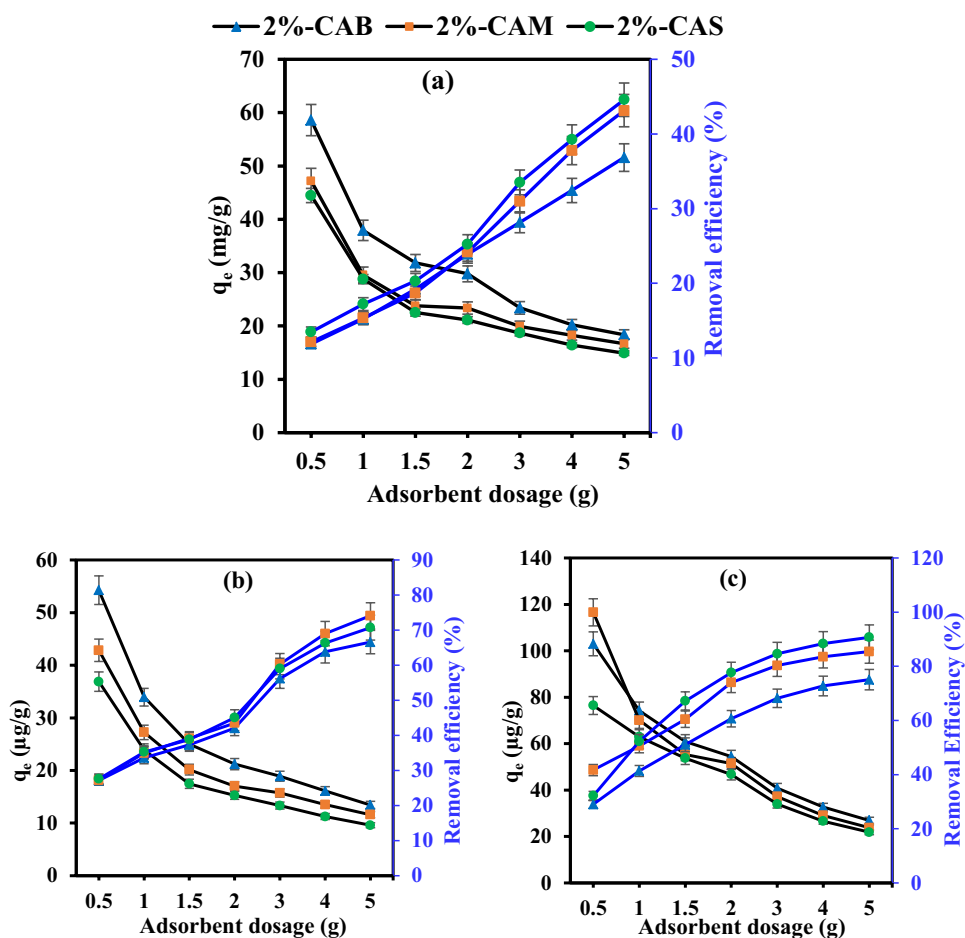 2%-CAB 2%-CAM 2%-CAS
(a)
q_e (mg/g)
70
60
50
40
30
20
10
0
50
40
30
20
10
0
Removal efficiency (%)
0.5 1 1.5 2 3 4 5
Adsorbent dosage (g)
(b)
q_e (µg/g)
60
50
40
30
20
10
0
90
80
70
60
50
40
30
20
10
0
Removal efficiency (%)
0.5 1 1.5 2 3 4 5
Adsorbent dosage (g)
(c)
q_e (µg/g)
140
120
100
80
60
40
20
0
120
100
80
60
40
20
0
Removal Efficiency (%)
0.5 1 1.5 2 3 4 5
Adsorbent dosage (g)